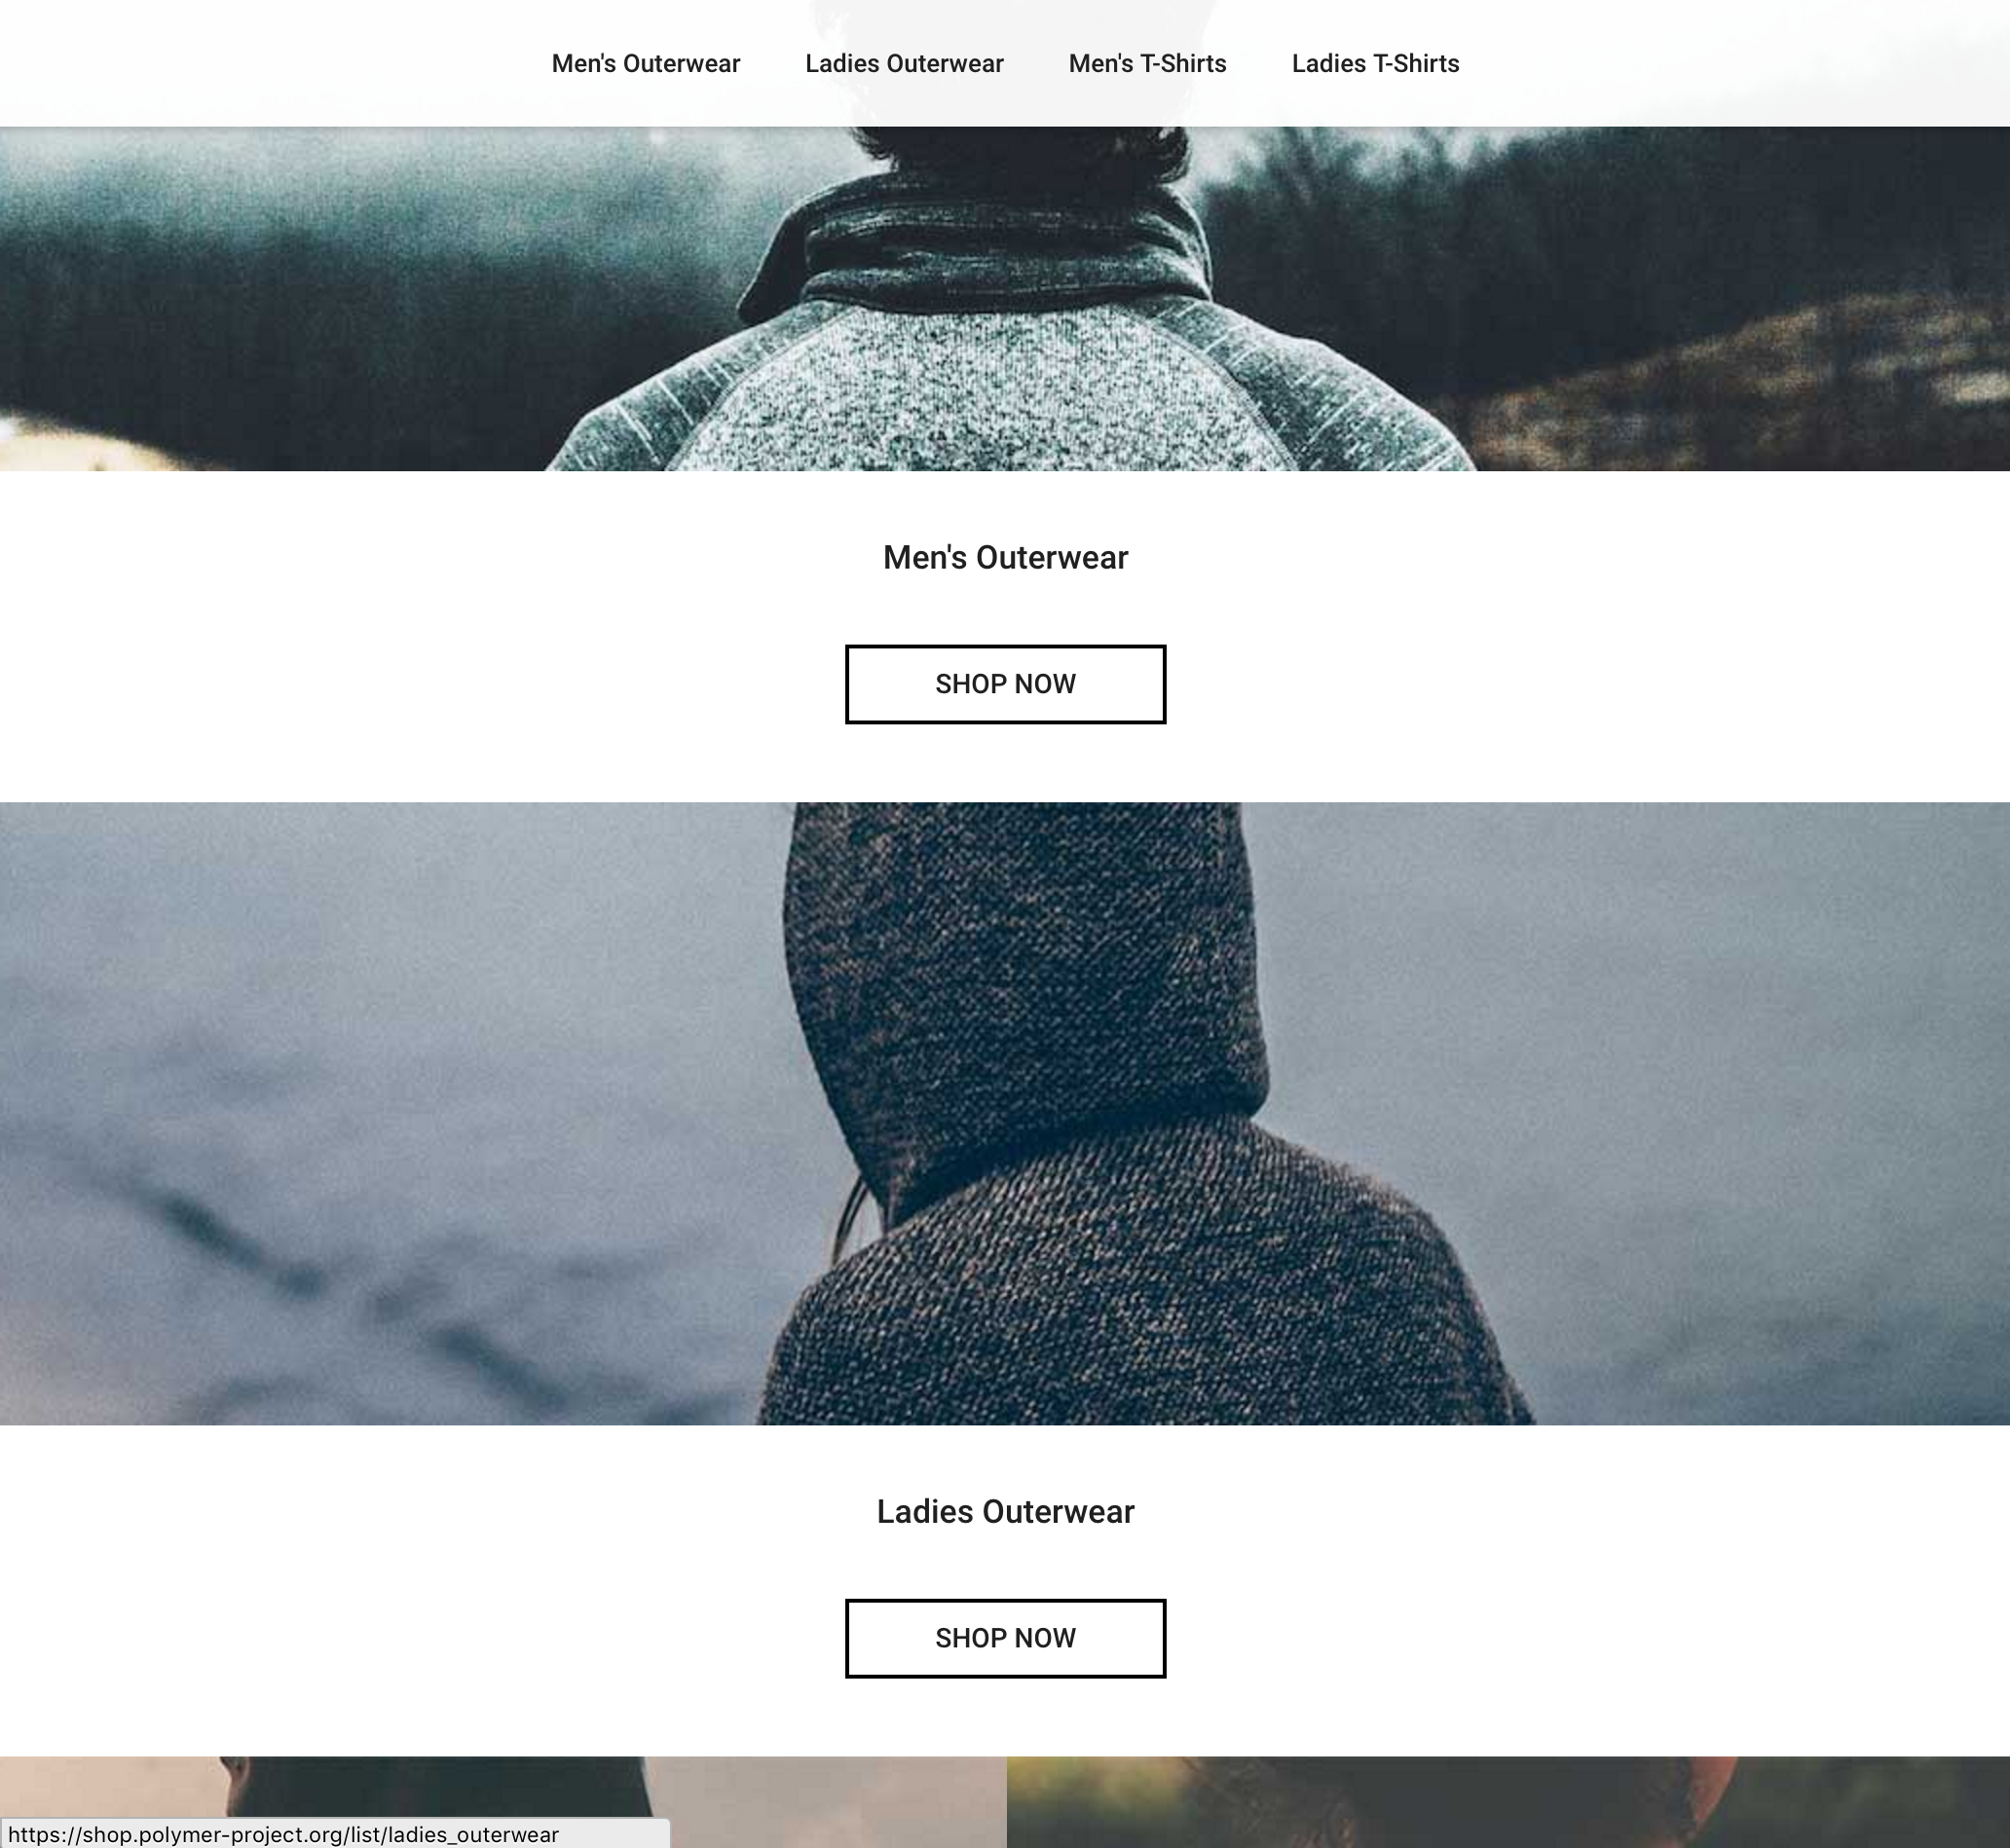 Men's Outerwear Ladies Outerwear Men's T-Shirts Ladies T-Shirts
Men's Outerwear
SHOP NOW
Ladies Outerwear
SHOP NOW
https://shop.polymer-project.org/list/ladies_outerwear